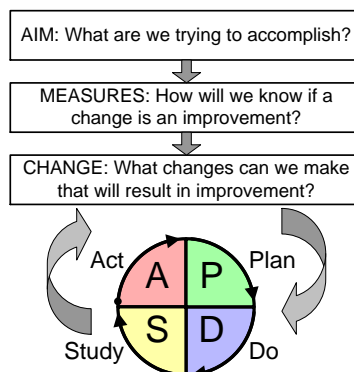 AIM: What are we trying to accomplish?
MEASURES: How will we know if a
change is an improvement?
CHANGE: What changes can we make
that will result in improvement?
Act
A
P
Plan
Study
S
D
Do